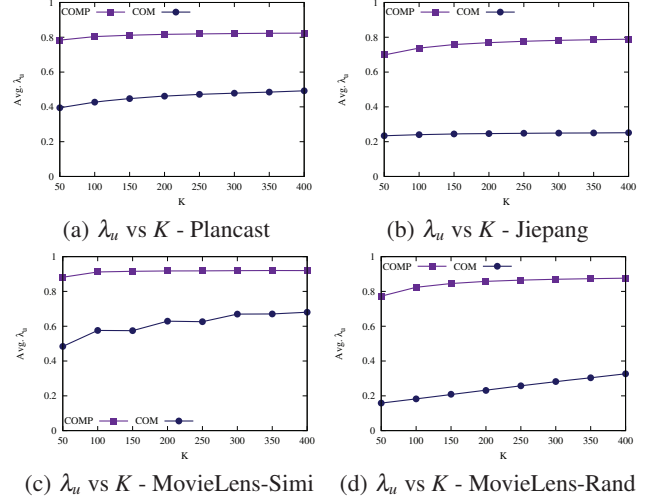 COMP COM
1
0.8
0.6
0.4
0.2
0
Avg. λu
50 100 150 200 250 300 350 400
K
(a) λu vs K - Plancast
COMP COM
1
0.8
0.6
0.4
0.2
0
Avg. λu
50 100 150 200 250 300 350 400
K
(b) λu vs K - Jiepang
1
0.8
0.6
0.4
0.2
0
Avg. λu
COMP COM
50 100 150 200 250 300 350 400
K
(c) λu vs K - MovieLens-Simi
COMP COM
1
0.8
0.6
0.4
0.2
0
Avg. λu
50 100 150 200 250 300 350 400
K
(d) λu vs K - MovieLens-Rand